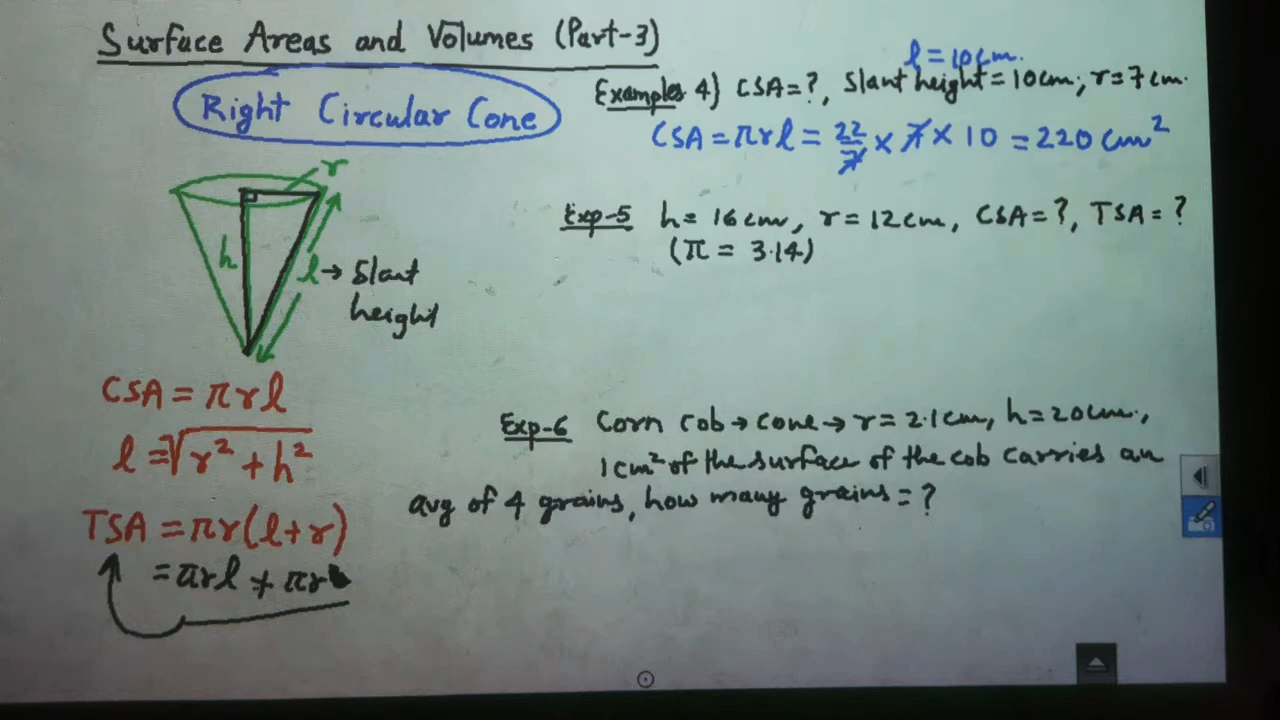 Surface Areas and Volumes (Part-3)
Right Circular Cone
r
h
l → Slant
height
CSA = πrl
l = √r² + h²
TSA = πr(l+r)
= πrl + πr
l = 10cm.
Examples 4) CSA = ?, Slant height = 10cm, r = 7cm.
CSA = πrl = 22/7 × 7 × 10 = 220 cm²
Exp-5 h = 16cm, r = 12cm, CSA = ?, TSA = ?
(π = 3.14)
Exp-6 Corn cob → cone → r = 2.1cm, h = 20cm.,
1cm² of the surface of the cob carries an
avg of 4 grains, how many grains = ?